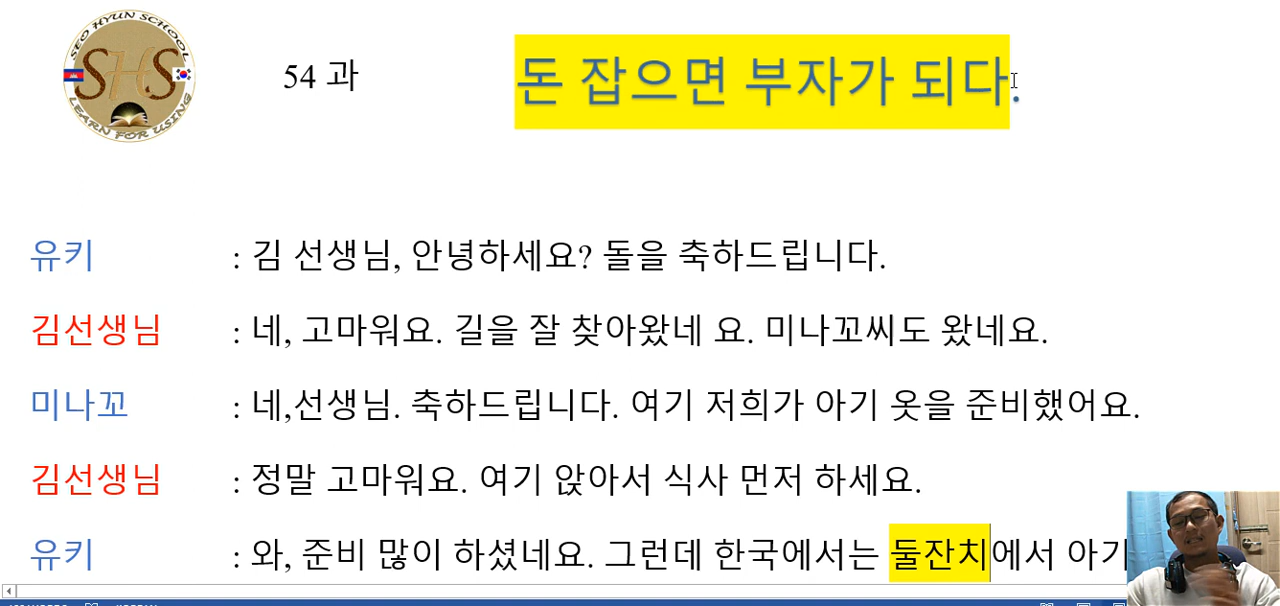 SEO HYUN SCHOOL
SHS
LEARN FOR USING
54 과
돈 잡으면 부자가 되다.
유키 : 김 선생님, 안녕하세요? 돌을 축하드립니다.
김선생님 : 네, 고마워요. 길을 잘 찾아왔네 요. 미나꼬씨도 왔네요.
미나꼬 : 네,선생님. 축하드립니다. 여기 저희가 아기 옷을 준비했어요.
김선생님 : 정말 고마워요. 여기 앉아서 식사 먼저 하세요.
유키 : 와, 준비 많이 하셨네요. 그런데 한국에서는 둘잔치에서 아기